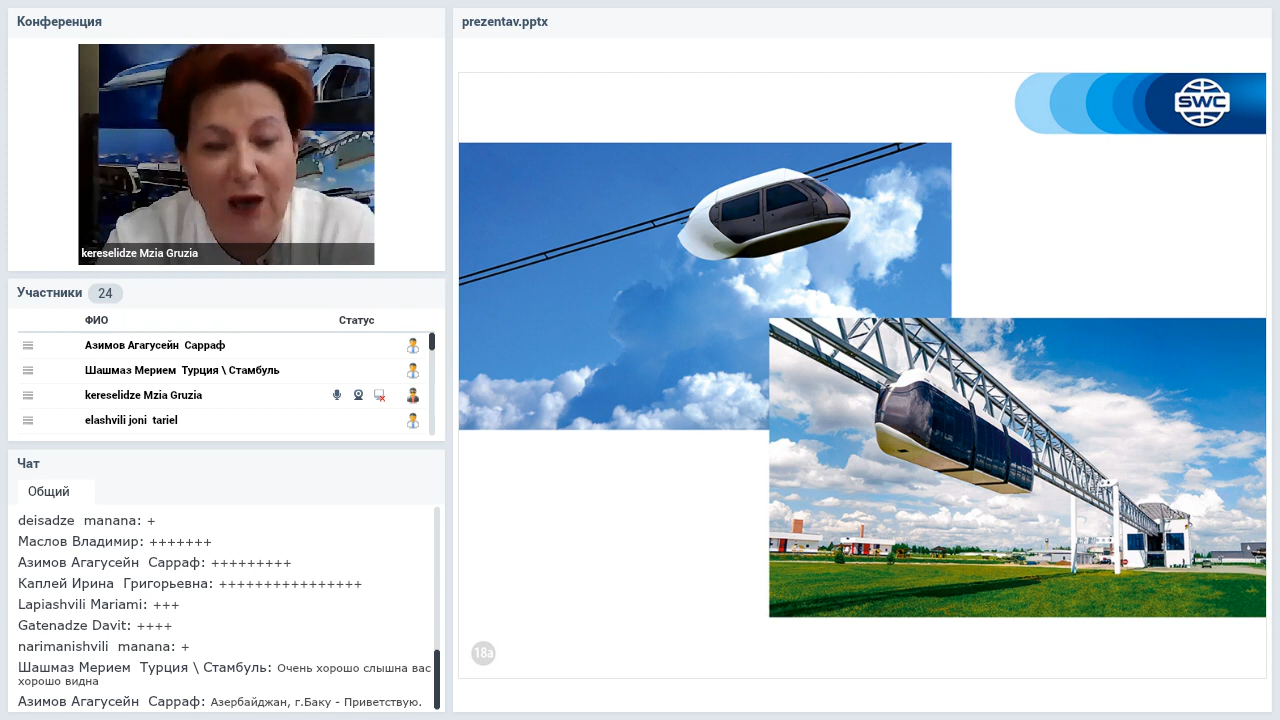 Конференция
kereselidze Mzia Gruzia
Участники 24
ФИО Статус
Азимов Агагусейн Сарраф
Шашмаз Мерием Турция \ Стамбуль
kereselidze Mzia Gruzia
elashvili joni tariel
Чат
Общий
deisadze manana: +
Маслов Владимир: +++++++
Азимов Агагусейн Сарраф: +++++++++
Каплей Ирина Григорьевна: ++++++++++++++++
Lapiashvili Mariami: +++
Gatenadze Davit: ++++
narimanishvili manana: +
Шашмаз Мерием Турция \ Стамбуль: Очень хорошо слышна вас
хорошо видна
Азимов Агагусейн Сарраф: Азербайджан, г.Баку - Приветствую.
prezentav.pptx
SWC
18a